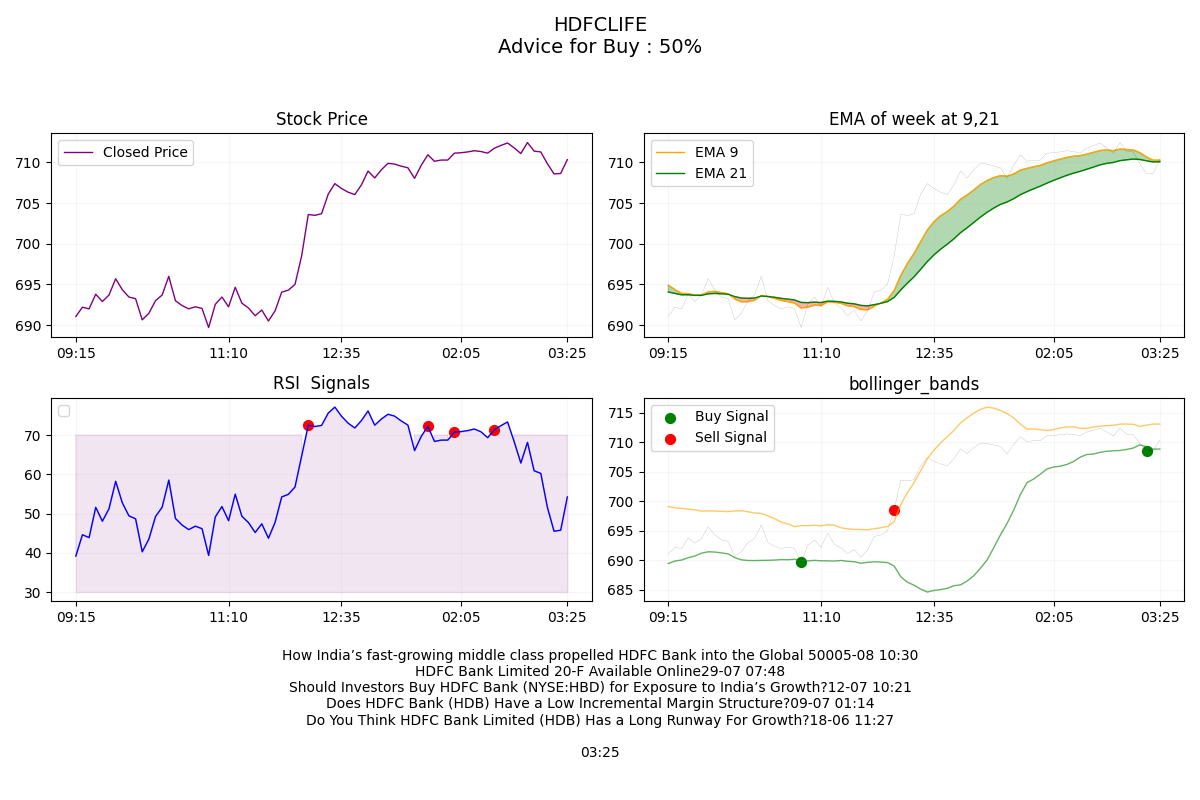 HDFCLIFE
Advice for Buy : 50%
Stock Price
Closed Price
710
705
700
695
690
09:15
11:10
12:35
02:05
03:25
EMA of week at 9,21
EMA 9
EMA 21
710
705
700
695
690
09:15
11:10
12:35
02:05
03:25
RSI  Signals
70
60
50
40
30
09:15
11:10
12:35
02:05
03:25
bollinger_bands
Buy Signal
Sell Signal
715
710
705
700
695
690
685
09:15
11:10
12:35
02:05
03:25
How India’s fast-growing middle class propelled HDFC Bank into the Global 50005-08 10:30
HDFC Bank Limited 20-F Available Online29-07 07:48
Should Investors Buy HDFC Bank (NYSE:HBD) for Exposure to India’s Growth?12-07 10:21
Does HDFC Bank (HDB) Have a Low Incremental Margin Structure?09-07 01:14
Do You Think HDFC Bank Limited (HDB) Has a Long Runway For Growth?18-06 11:27
03:25